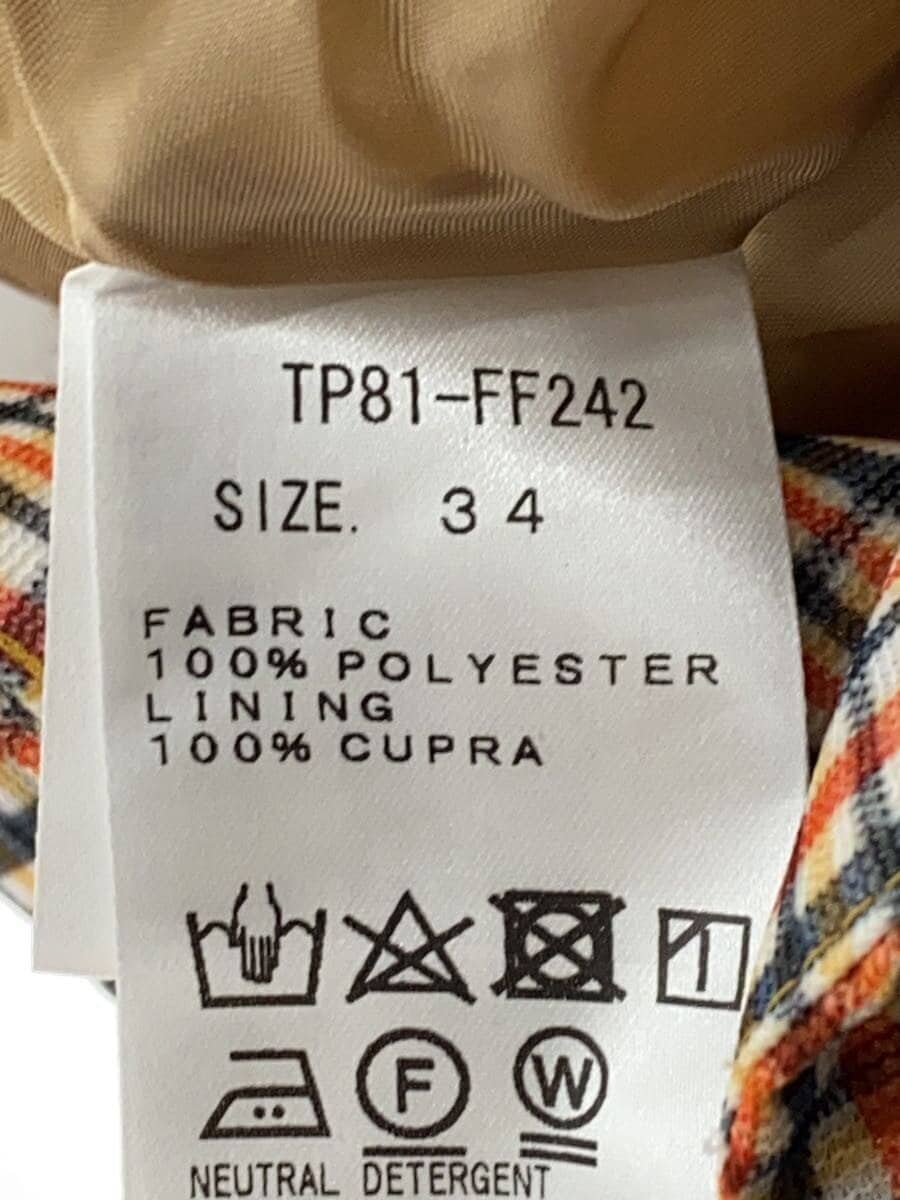 TP81-FF242
SIZE. 34
FABRIC
100% POLYESTER
LINING
100% CUPRA
F W
NEUTRAL DETERGENT